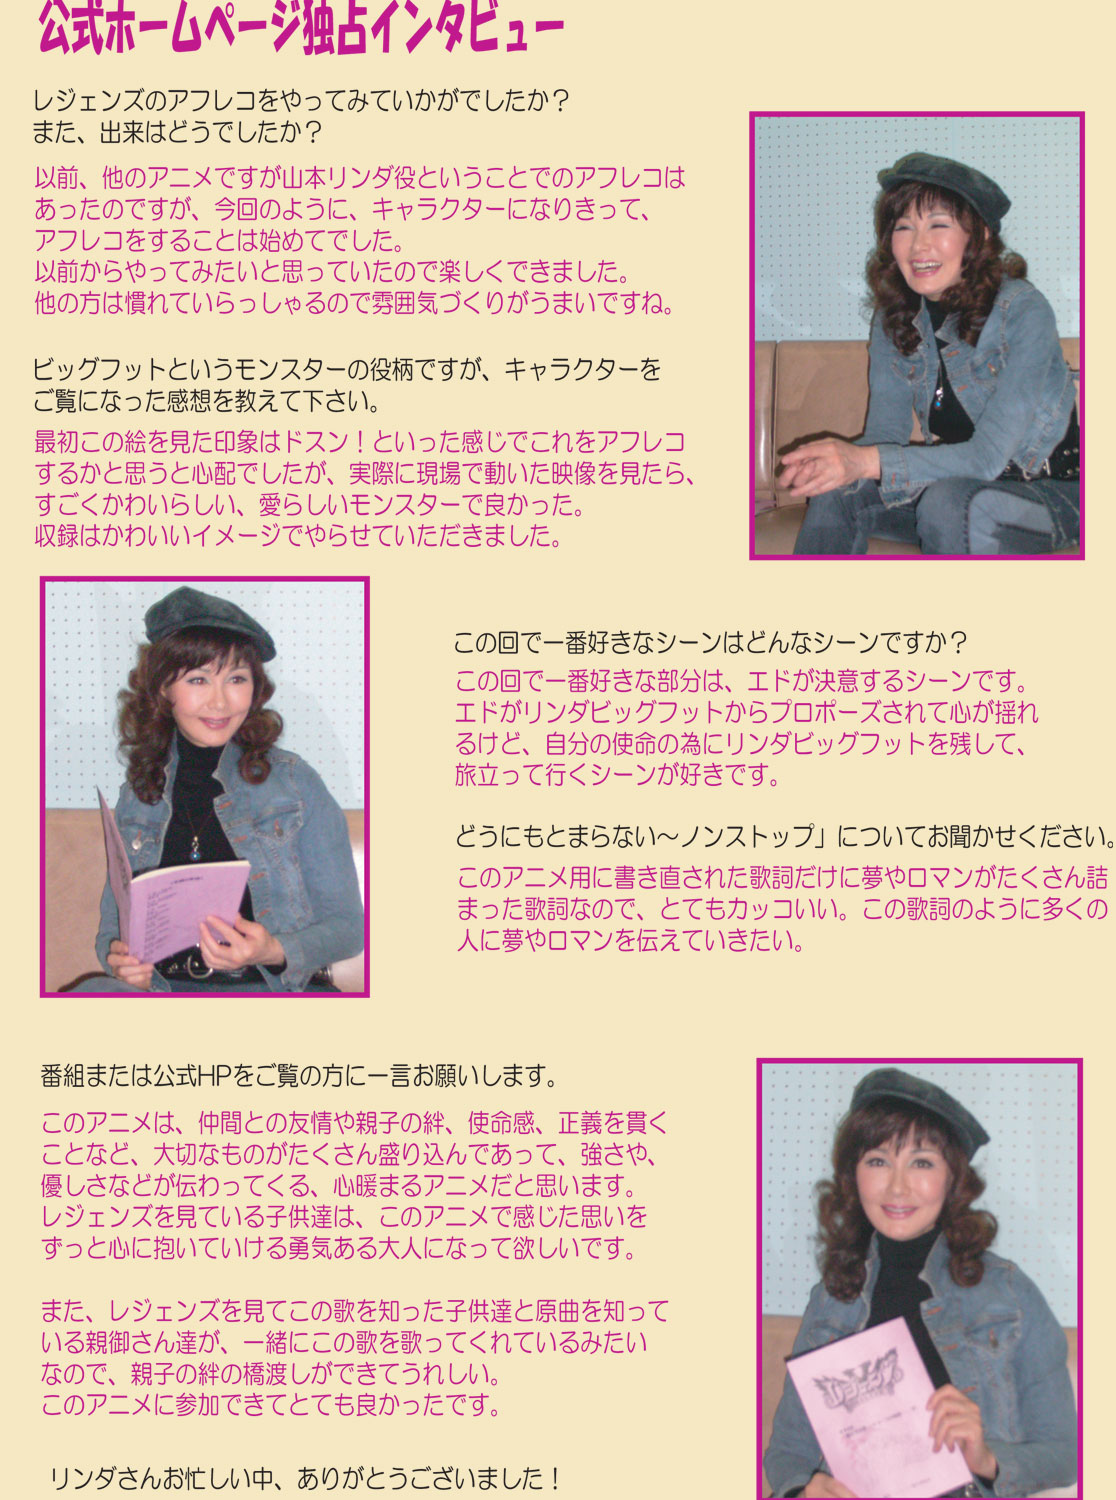 公式ホームページ独占インタビュー
レジェンズのアフレコをやってみていかがでしたか？
また、出来はどうでしたか？
以前、他のアニメですが山本リンダ役ということでのアフレコは
あったのですが、今回のように、キャラクターになりきって、
アフレコをすることは始めてでした。
以前からやってみたいと思っていたので楽しくできました。
他の方は慣れていらっしゃるので雰囲気づくりがうまいですね。
ビッグフットというモンスターの役柄ですが、キャラクターを
ご覧になった感想を教えて下さい。
最初この絵を見た印象はドスン！といった感じでこれをアフレコ
するかと思うと心配でしたが、実際に現場で動いた映像を見たら、
すごくかわいらしい、愛らしいモンスターで良かった。
収録はかわいいイメージでやらせていただきました。
この回で一番好きなシーンはどんなシーンですか？
この回で一番好きな部分は、エドが決意するシーンです。
エドがリンダビッグフットからプロポーズされて心が揺れ
るけど、自分の使命の為にリンダビッグフットを残して、
旅立って行くシーンが好きです。
どうにもとまらない～ノンストップ」についてお聞かせください。
このアニメ用に書き直された歌詞だけに夢やロマンがたくさん詰
まった歌詞なので、とてもカッコいい。この歌詞のように多くの
人に夢やロマンを伝えていきたい。
番組または公式HPをご覧の方に一言お願いします。
このアニメは、仲間との友情や親子の絆、使命感、正義を貫く
ことなど、大切なものがたくさん盛り込んであって、強さや、
優しさなどが伝わってくる、心暖まるアニメだと思います。
レジェンズを見ている子供達は、このアニメで感じた思いを
ずっと心に抱いていける勇気ある大人になって欲しいです。
また、レジェンズを見てこの歌を知った子供達と原曲を知って
いる親御さん達が、一緒にこの歌を歌ってくれているみたい
なので、親子の絆の橋渡しができてうれしい。
このアニメに参加できてとても良かったです。
レジェンズ
リンダさんお忙しい中、ありがとうございました！